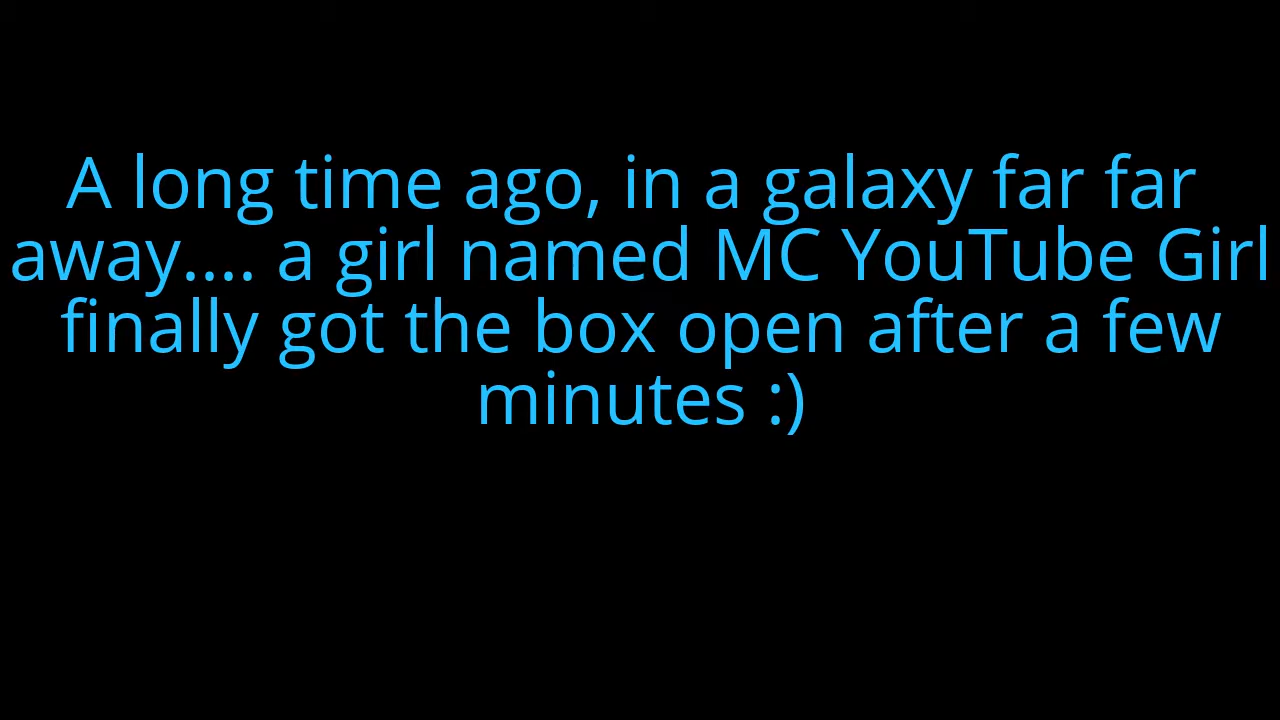 A long time ago, in a galaxy far far
away.... a girl named MC YouTube Girl
finally got the box open after a few
minutes :)